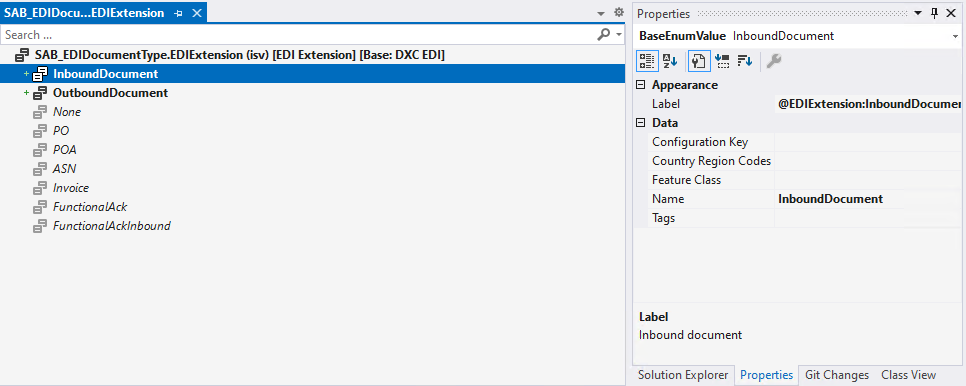 SAB_EDIDocu...EDIExtension
Search ...
SAB_EDIDocumentType.EDIExtension (isv) [EDI Extension] [Base: DXC EDI]
InboundDocument
OutboundDocument
None
PO
POA
ASN
Invoice
FunctionalAck
FunctionalAckInbound
Properties
BaseEnumValue InboundDocument
Appearance
Label @EDIExtension:InboundDocumen
Data
Configuration Key
Country Region Codes
Feature Class
Name InboundDocument
Tags
Label
Inbound document
Solution Explorer Properties Git Changes Class View